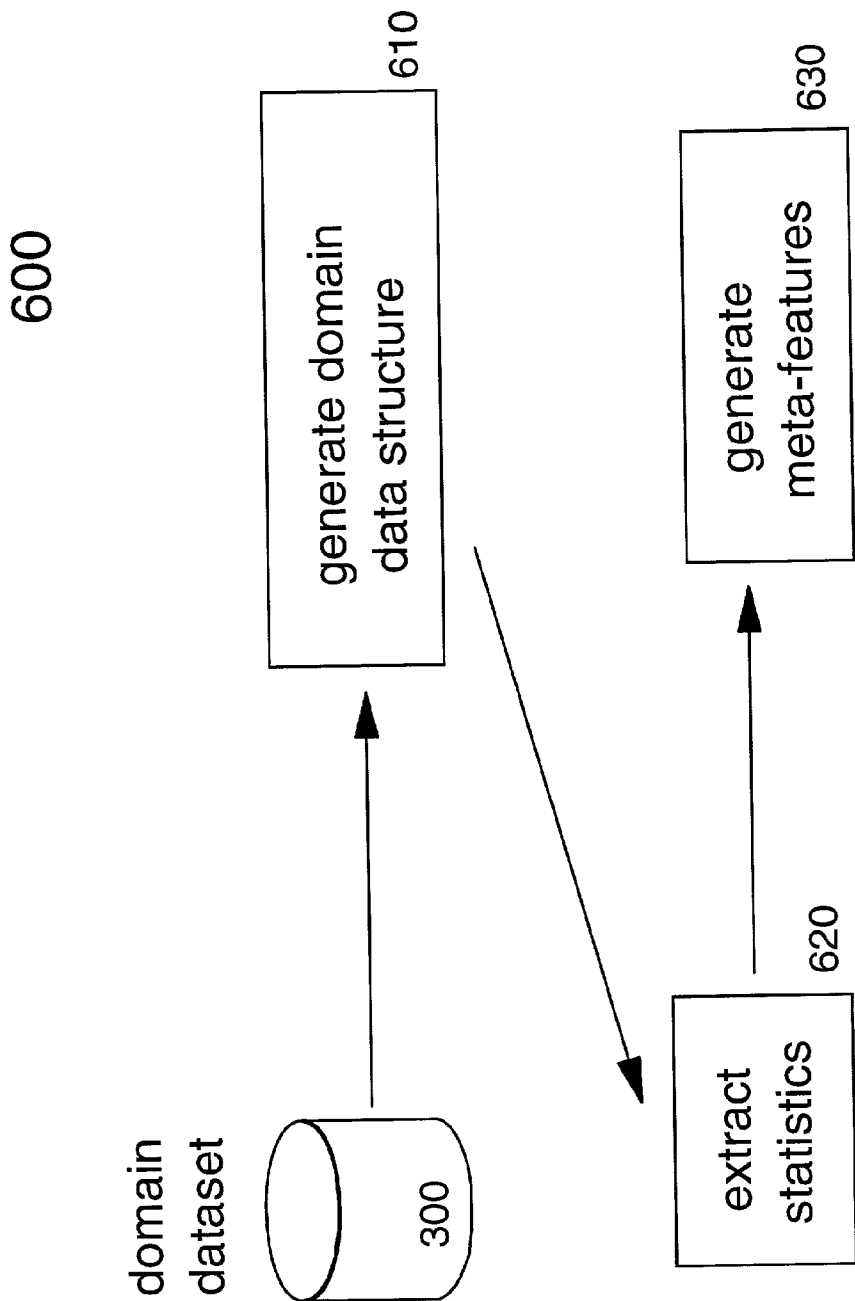 600
domain
dataset
300
generate domain
data structure
610
extract
statistics
620
generate
meta-features
630